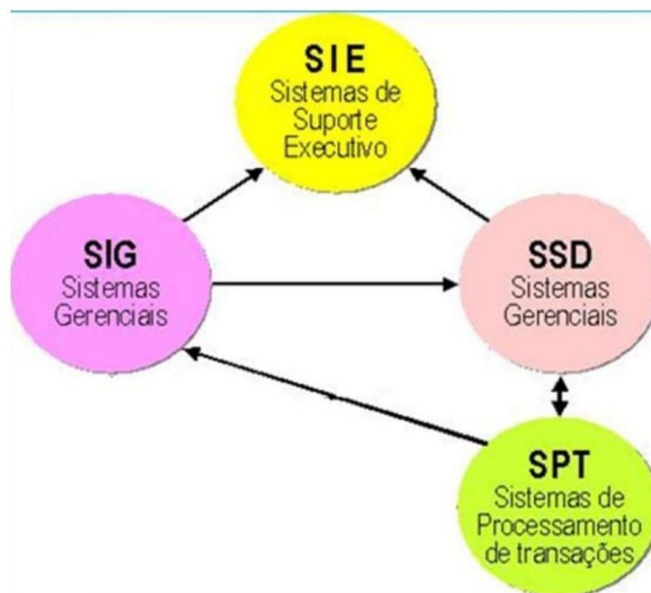 SIE
Sistemas de
Suporte
Executivo
SIG
Sistemas
Gerenciais
SSD
Sistemas
Gerenciais
SPT
Sistemas de
Processamento
de transações